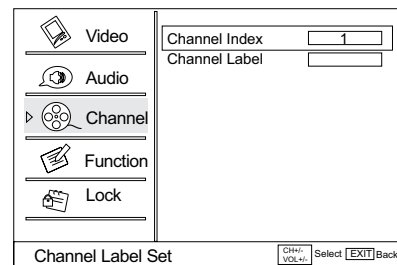 Video
Audio
Channel
Function
Lock
Channel Index 1
Channel Label
Channel Label Set
CH+/- VOL+/- Select EXIT Back